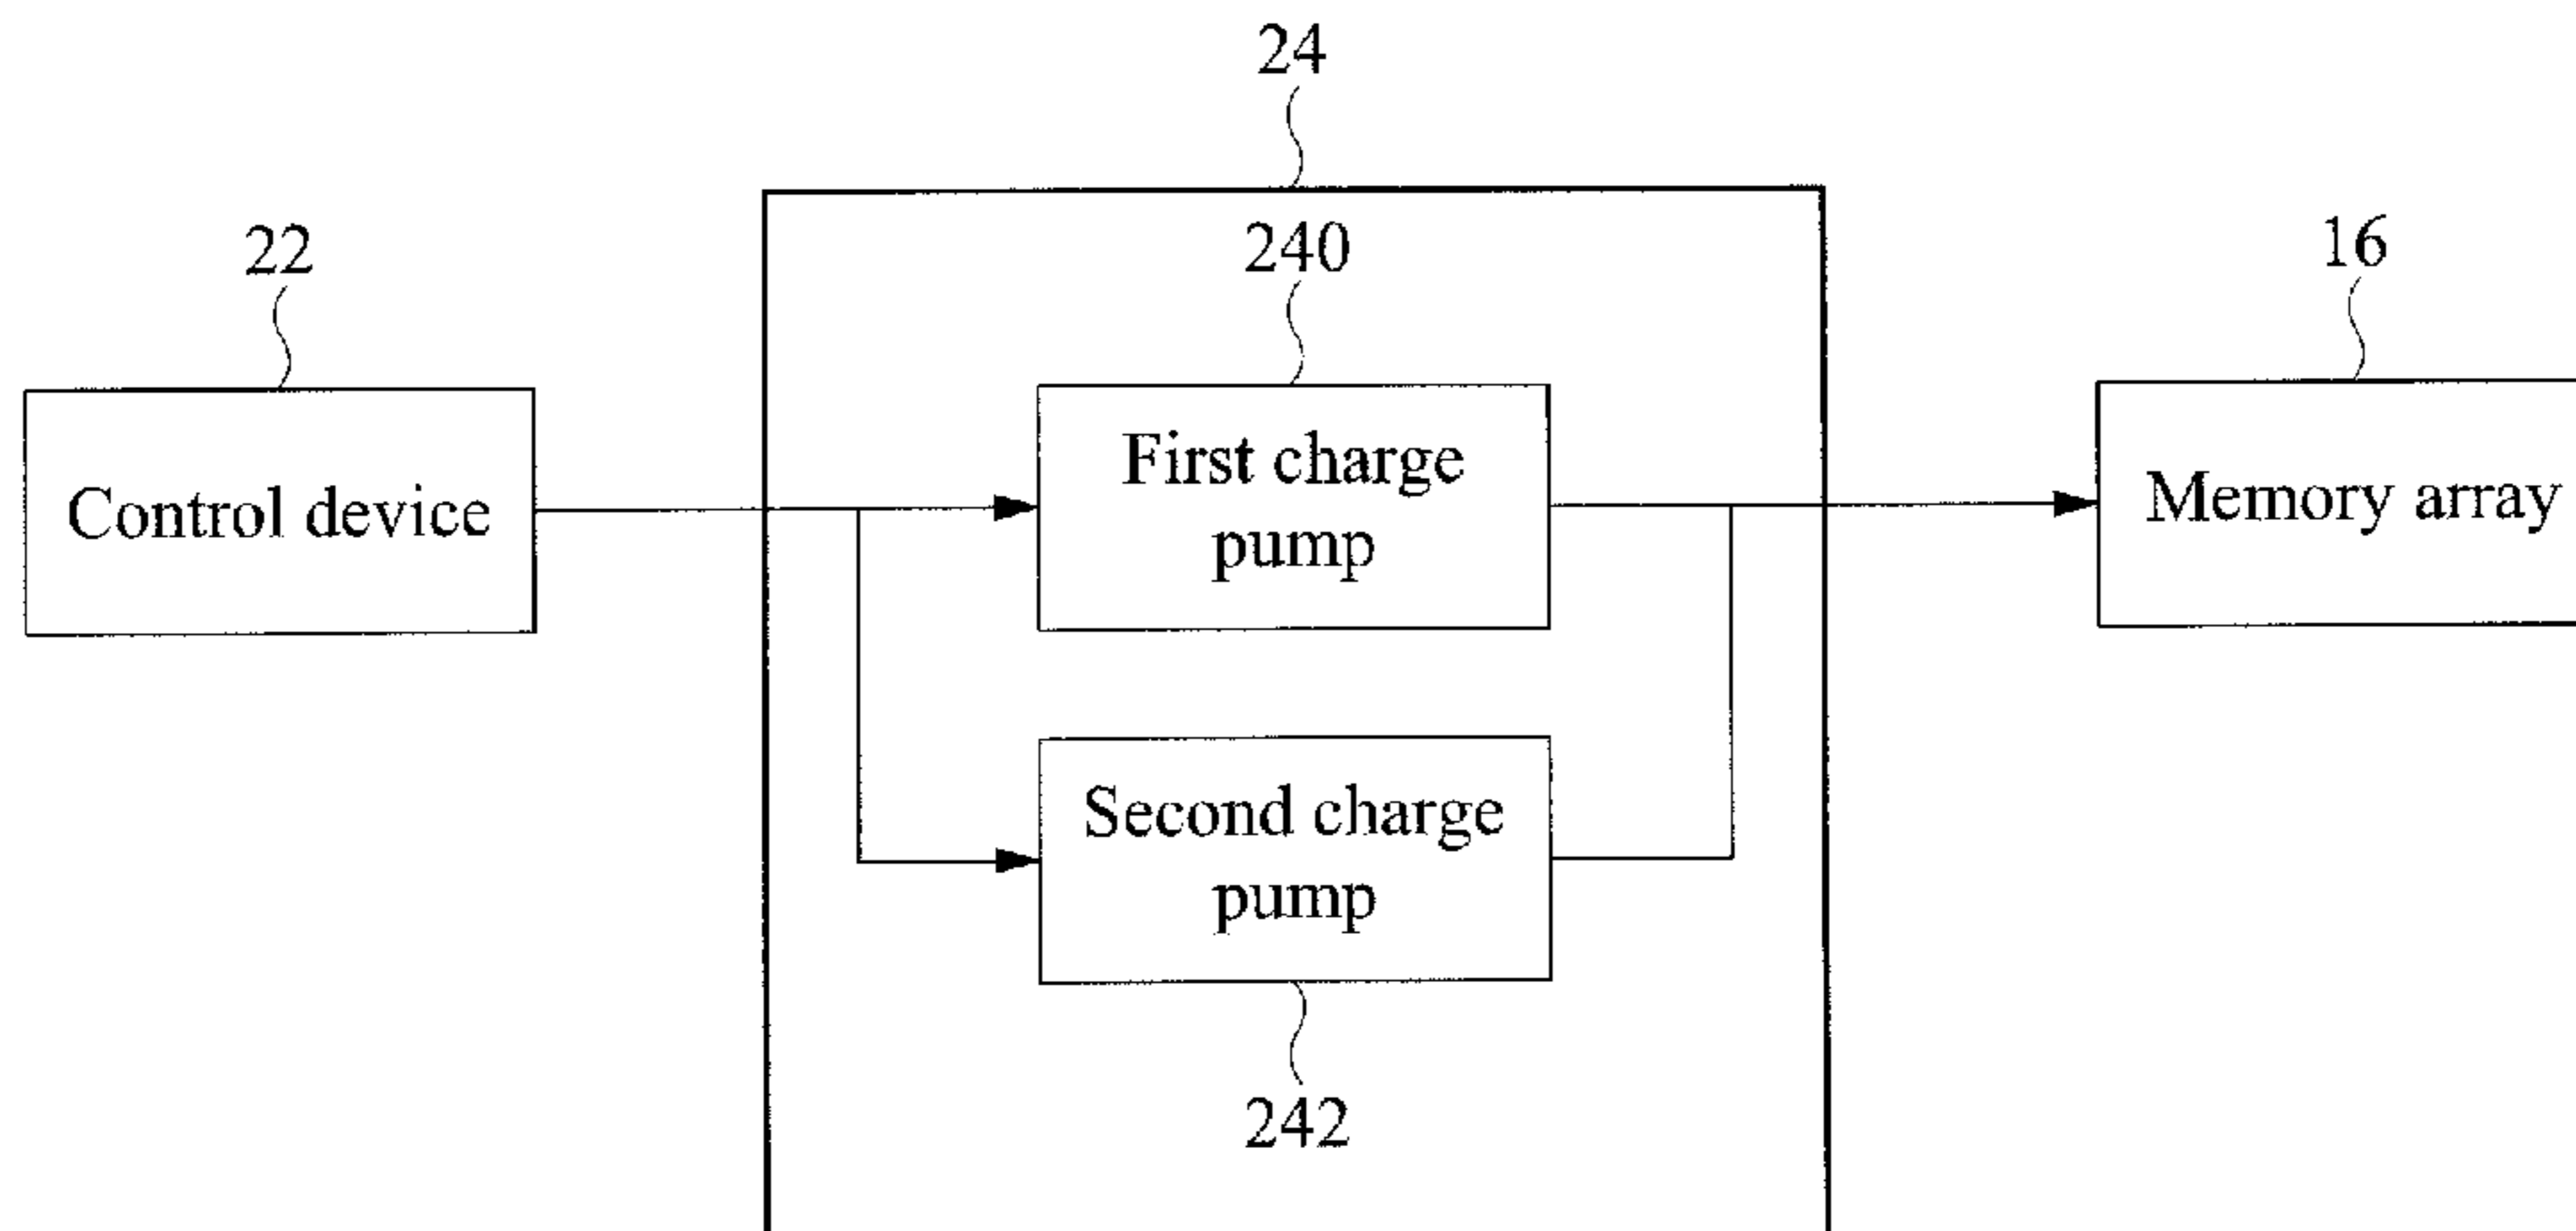 24
22
240
16
Control device
First charge
pump
Memory array
Second charge
pump
242